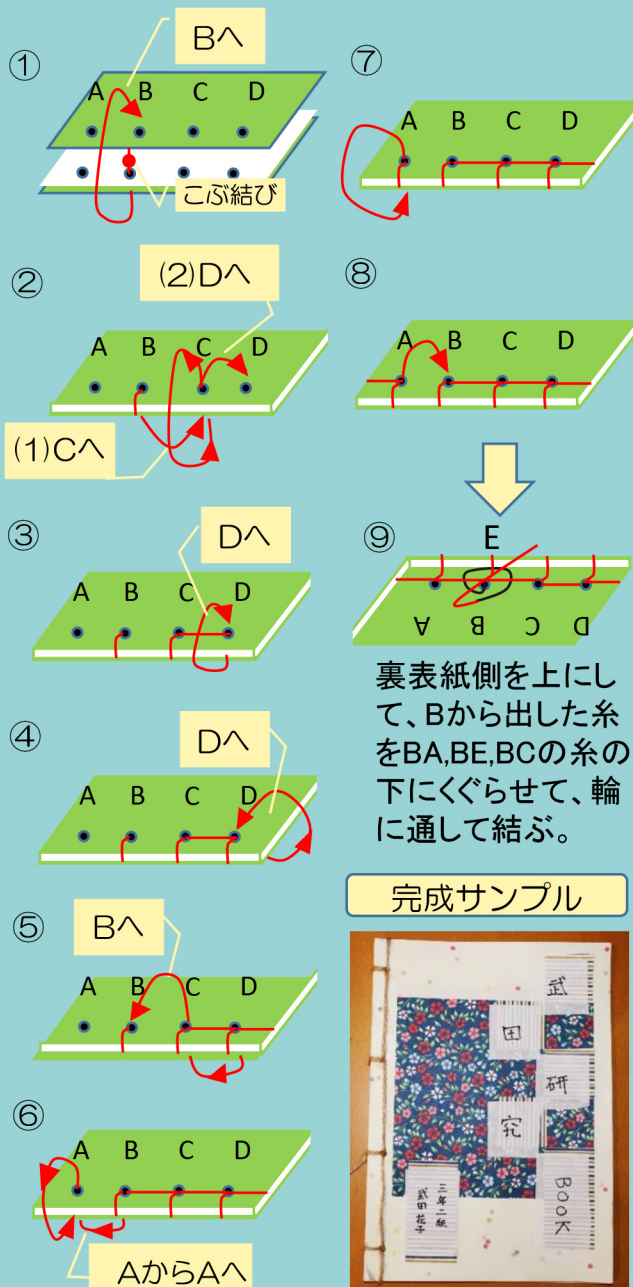 ①
Bへ
A B C D
こぶ結び
②
(2)Dへ
A B C D
(1)Cへ
③
Dへ
A B C D
④
Dへ
A B C D
⑤
Bへ
A B C D
⑥
A B C D
AからAへ
⑦
A B C D
⑧
A B C D
⑨
E
A B C D
裏表紙側を上にし
て、Bから出した糸
をBA,BE,BCの糸の
下にくぐらせて、輪
に通して結ぶ。
完成サンプル
武
田
研
究
BOOK
三年二組
武田花子